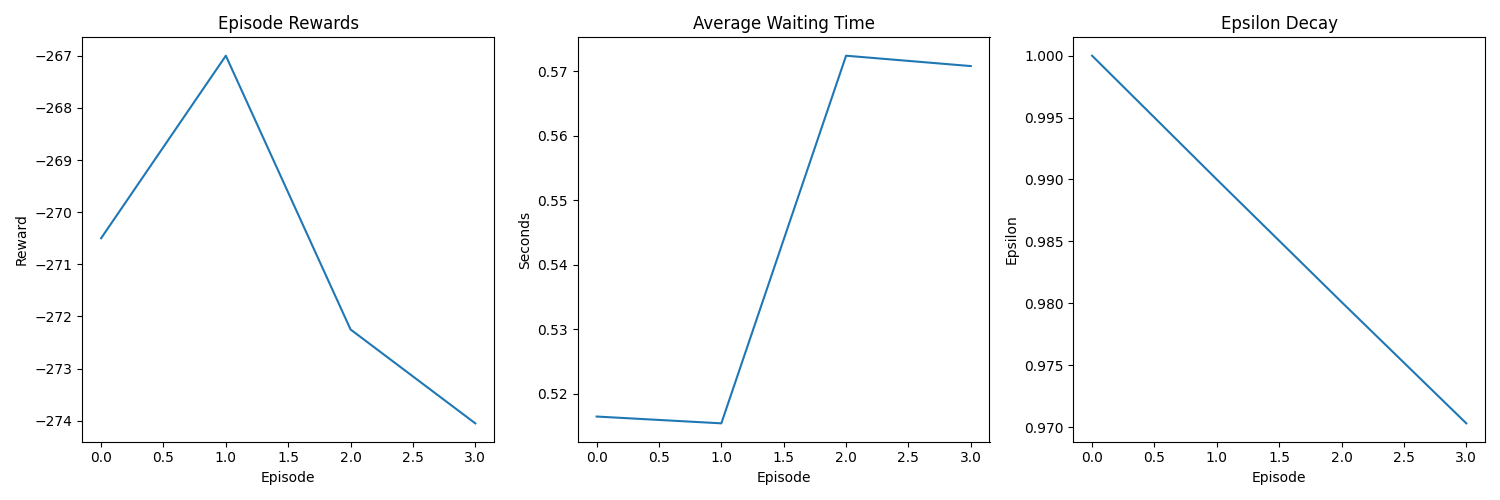 Episode Rewards
−267
−268
−269
−270
−271
−272
−273
−274
Reward
0.0 0.5 1.0 1.5 2.0 2.5 3.0
Episode
Average Waiting Time
0.57
0.56
0.55
0.54
0.53
0.52
Seconds
0.0 0.5 1.0 1.5 2.0 2.5 3.0
Episode
Epsilon Decay
1.000
0.995
0.990
0.985
0.980
0.975
0.970
Epsilon
0.0 0.5 1.0 1.5 2.0 2.5 3.0
Episode